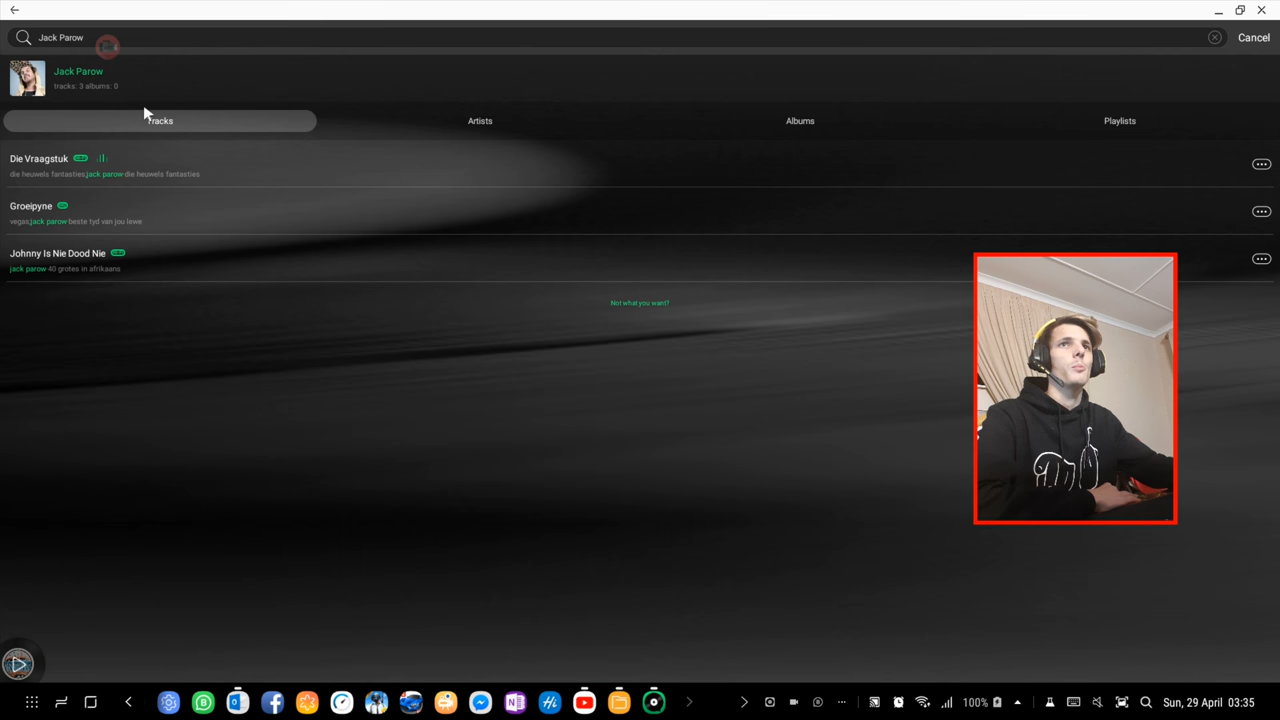 Jack Parow
Cancel
Jack Parow
tracks: 3 albums: 0
Tracks
Artists
Albums
Playlists
Die Vraagstuk
die heuwels fantasties,jack parow-die heuwels fantasties
Groeipyne
vegas,jack parow-beste tyd van jou lewe
Johnny Is Nie Dood Nie
jack parow-40 grotes in afrikaans
Not what you want?
100%
Sun, 29 April
03:35